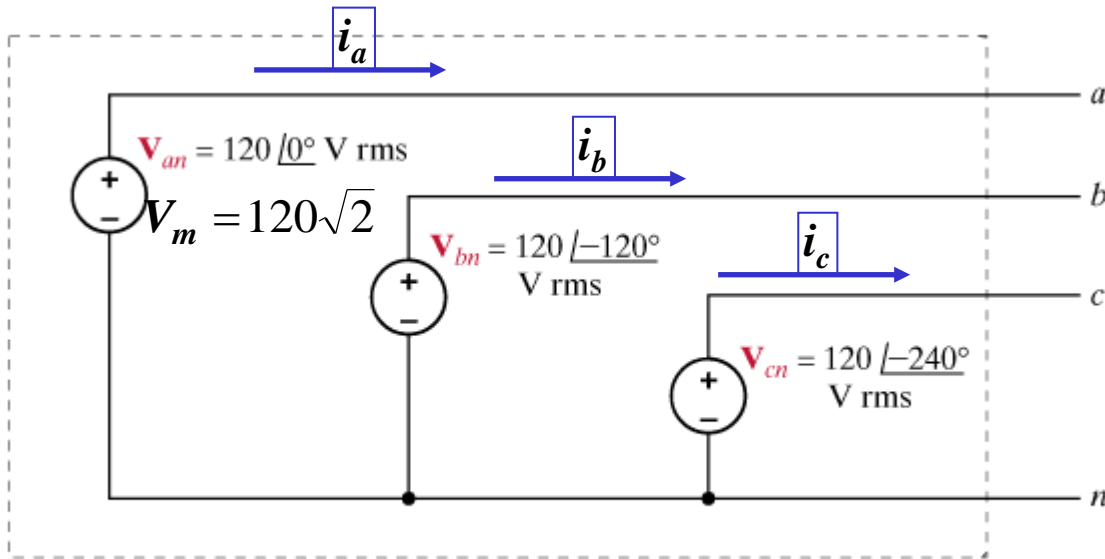 i_a
a
V_an = 120 /0° V rms
+
−
V_m = 120√2
i_b
b
V_bn = 120 /−120°
V rms
+
−
i_c
c
V_cn = 120 /−240°
V rms
+
−
n